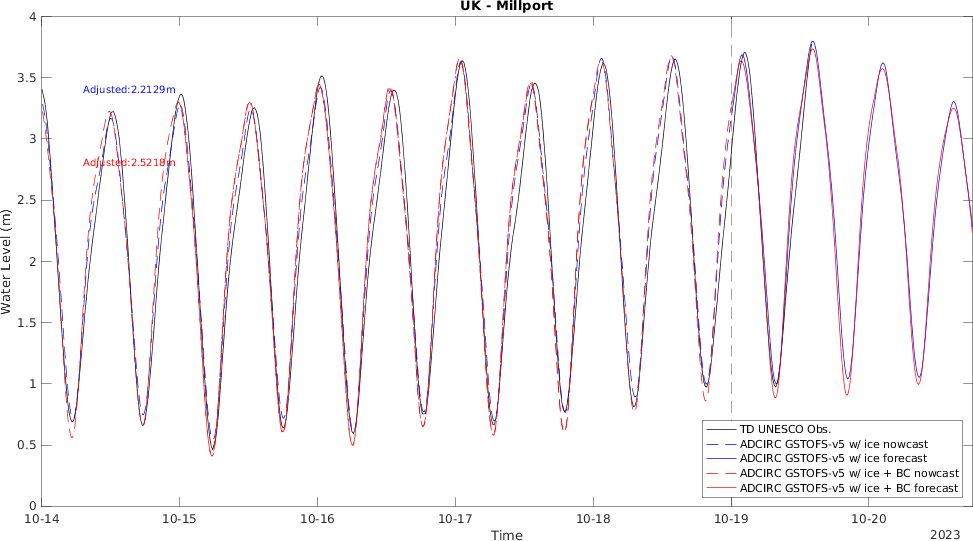 UK - Millport
4
3.5
3
2.5
2
1.5
1
0.5
0
Water Level (m)
Adjusted:2.2129m
Adjusted:2.5218m
TD UNESCO Obs.
ADCIRC GSTOFS-v5 w/ ice nowcast
ADCIRC GSTOFS-v5 w/ ice forecast
ADCIRC GSTOFS-v5 w/ ice + BC nowcast
ADCIRC GSTOFS-v5 w/ ice + BC forecast
10-14 10-15 10-16 10-17 10-18 10-19 10-20
Time
2023